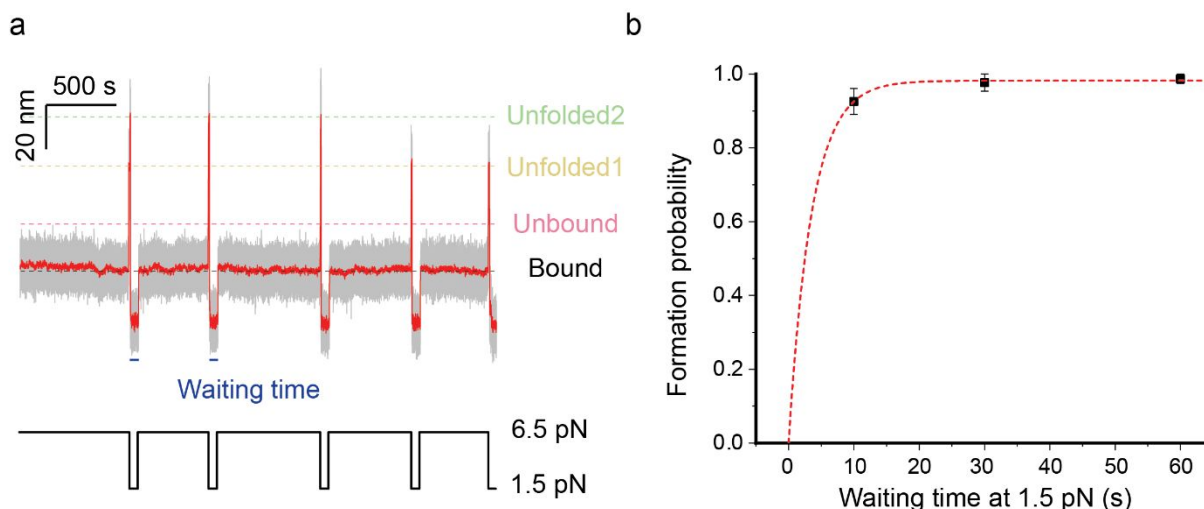 a
500 s
20 nm
Unfolded2
Unfolded1
Unbound
Bound
Waiting time
6.5 pN
1.5 pN
b
Formation probability
1.0
0.8
0.6
0.4
0.2
0.0
0 10 20 30 40 50 60
Waiting time at 1.5 pN (s)